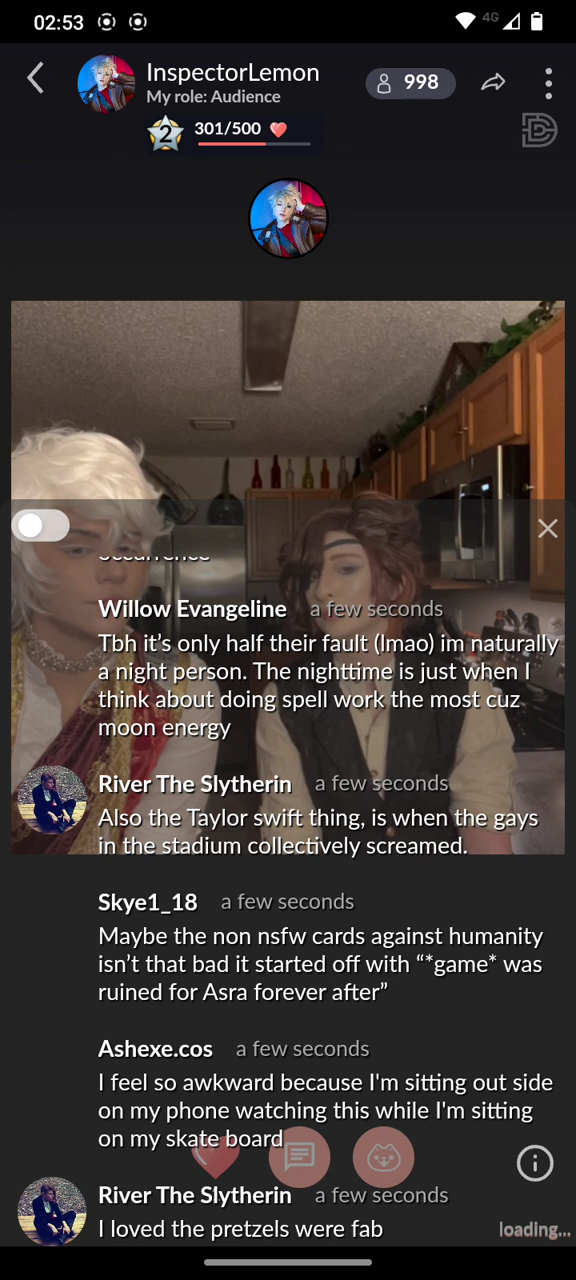 02:53
4G
InspectorLemon
My role: Audience
998
2
301/500
Willow Evangeline a few seconds
Tbh it’s only half their fault (lmao) im naturally
a night person. The nighttime is just when I
think about doing spell work the most cuz
moon energy
River The Slytherin a few seconds
Also the Taylor swift thing, is when the gays
in the stadium collectively screamed.
Skye1_18 a few seconds
Maybe the non nsfw cards against humanity
isn’t that bad it started off with “*game* was
ruined for Asra forever after”
Ashexe.cos a few seconds
I feel so awkward because I'm sitting out side
on my phone watching this while I'm sitting
on my skate board
River The Slytherin a few seconds
I loved the pretzels were fab
loading...